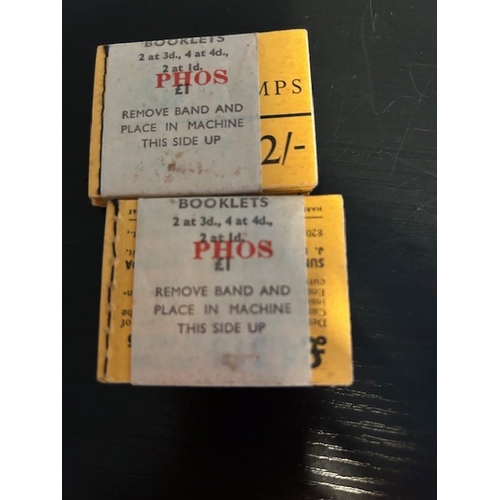 BOOKLETS
2 at 3d., 4 at 4d.,
2 at 1d.
PHOS
£1
REMOVE BAND AND
PLACE IN MACHINE
THIS SIDE UP
MPS
2/-
BOOKLETS
2 at 3d., 4 at 4d.,
2 at 1d.
PHOS
£1
REMOVE BAND AND
PLACE IN MACHINE
THIS SIDE UP
820
J.
SUR